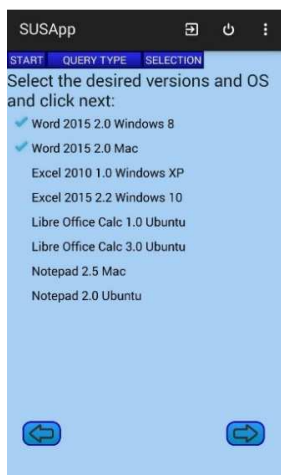 SUSApp
START QUERY TYPE SELECTION
Select the desired versions and OS
and click next:
Word 2015 2.0 Windows 8
Word 2015 2.0 Mac
Excel 2010 1.0 Windows XP
Excel 2015 2.2 Windows 10
Libre Office Calc 1.0 Ubuntu
Libre Office Calc 3.0 Ubuntu
Notepad 2.5 Mac
Notepad 2.0 Ubuntu